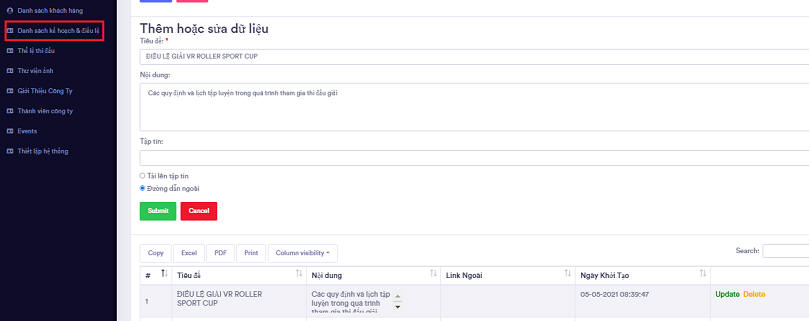 Danh sách khách hàng
Danh sách kế hoạch & điều lệ
Thể lệ thi đấu
Thư viện ảnh
Giới Thiệu Công Ty
Thành viên công ty
Events
Thiết lập hệ thống
Thêm hoặc sửa dữ liệu
Tiêu đề: *
ĐIỀU LỆ GIẢI VR ROLLER SPORT CUP
Nội dung:
Các quy định và lịch tập luyện trong quá trình tham gia thi đấu giải
Tập tin:
Tải lên tập tin
Đường dẫn ngoài
Submit Cancel
Copy Excel PDF Print Column visibility Search:
# Tiêu đề Nội dung Link Ngoài Ngày Khởi Tạo
1 ĐIỀU LỆ GIẢI VR ROLLER Các quy định và lịch tập 05-05-2021 08:39:47 Update Delete
SPORT CUP luyện trong quá trình
tham gia thi đấu giải